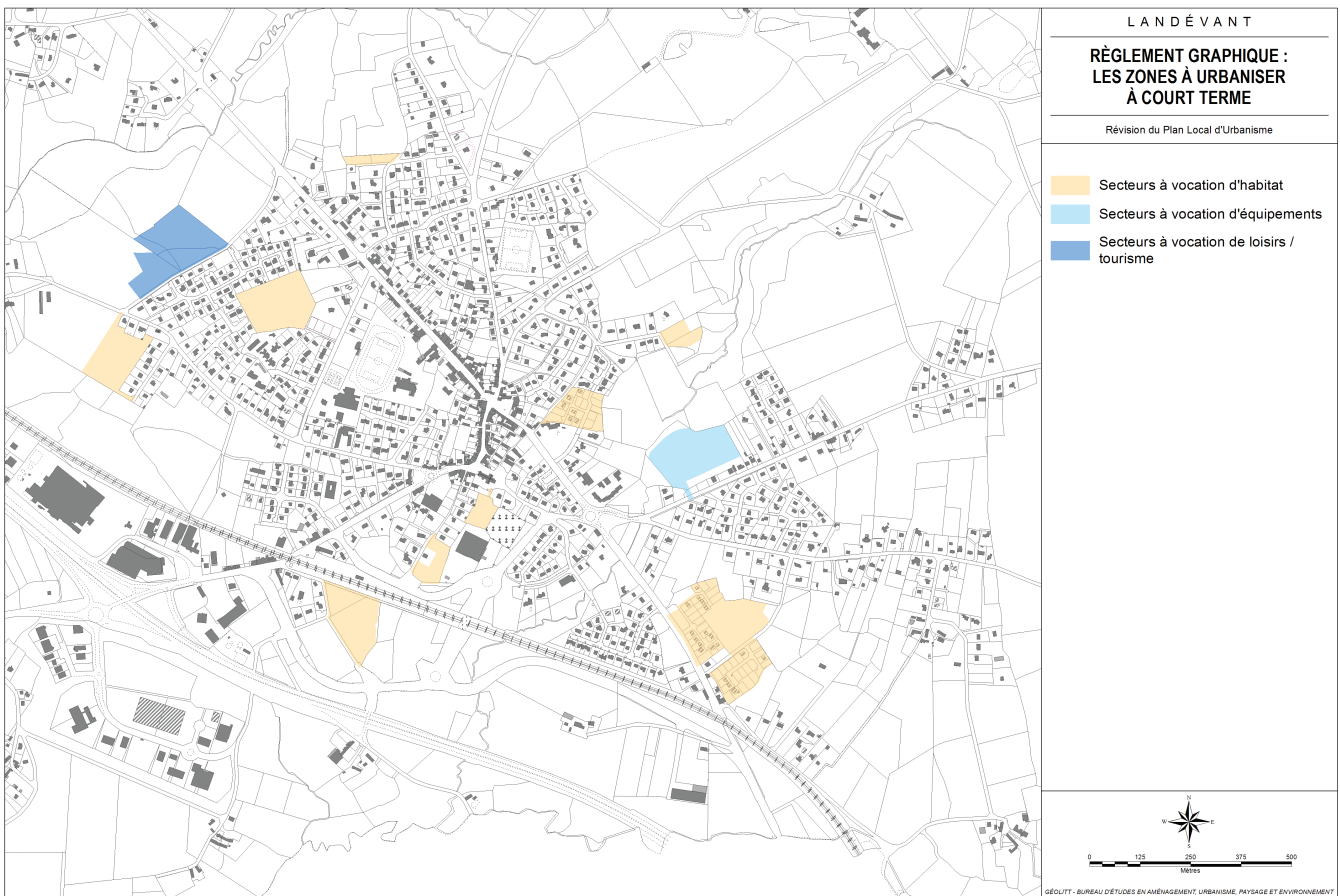 LANDÉVANT
RÈGLEMENT GRAPHIQUE :
LES ZONES À URBANISER
À COURT TERME
Révision du Plan Local d'Urbanisme
Secteurs à vocation d'habitat
Secteurs à vocation d'équipements
Secteurs à vocation de loisirs /
tourisme
N
W E
S
0 125 250 375 500
Mètres
GÉOLITT - BUREAU D'ÉTUDES EN AMÉNAGEMENT, URBANISME, PAYSAGE ET ENVIRONNEMENT